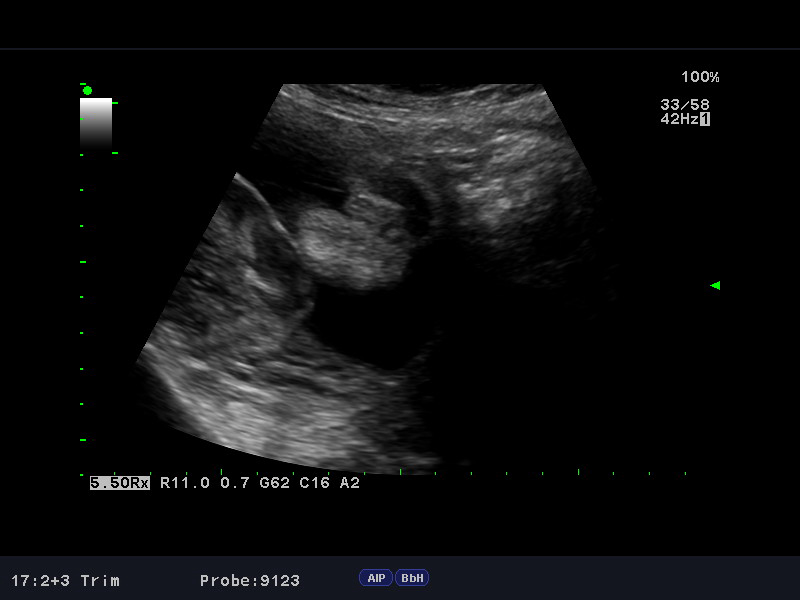 100%
33/58
42Hz1
5.50Rx R11.0 0.7 G62 C16 A2
17:2+3 Trim Probe:9123 AIP BbH